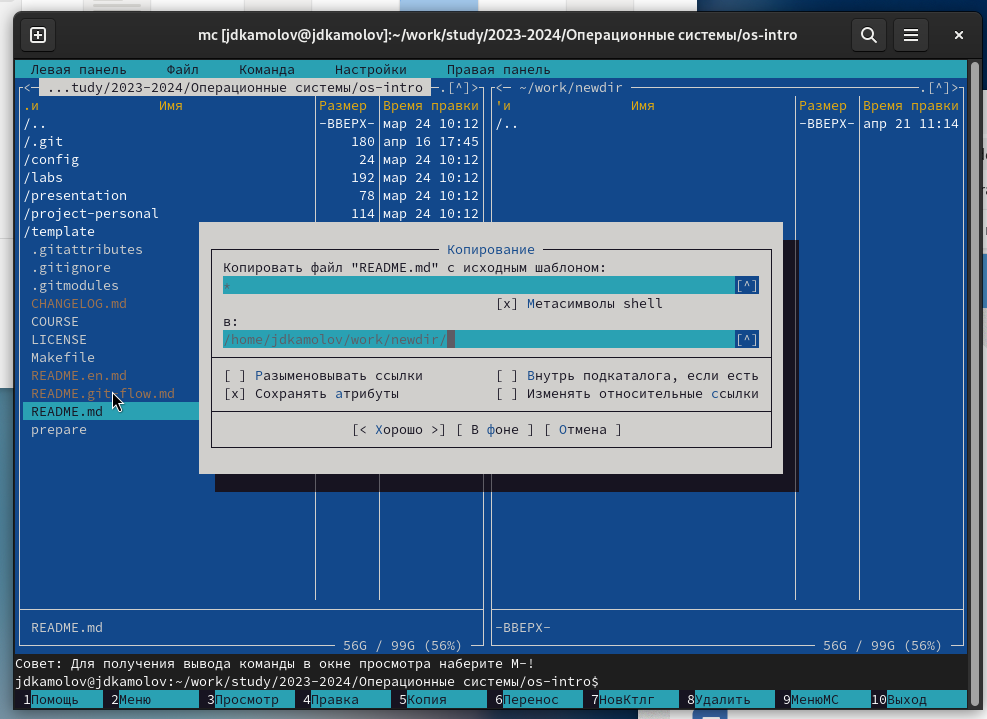 mc [jdkamolov@jdkamolov]:~/work/study/2023-2024/Операционные системы/os-intro
Левая панель Файл Команда Настройки Правая панель
<─ ...tudy/2023-2024/Операционные системы/os-intro ─.[^]>
.и Имя Размер Время правки
/.. -ВВЕРХ- мар 24 10:12
/.git 180 апр 16 17:45
/config 24 мар 24 10:12
/labs 192 мар 24 10:12
/presentation 78 мар 24 10:12
/project-personal 114 мар 24 10:12
/template
.gitattributes
.gitignore
.gitmodules
CHANGELOG.md
COURSE
LICENSE
Makefile
README.en.md
README.git-flow.md
README.md
prepare
README.md
56G / 99G (56%)
<─ ~/work/newdir .[^]>
'и Имя Размер Время правки
/.. -ВВЕРХ- апр 21 11:14
-ВВЕРХ-
56G / 99G (56%)
Копирование
Копировать файл "README.md" с исходным шаблоном:
* [^]
[x] Метасимволы shell
в:
/home/jdkamolov/work/newdir/ [^]
[ ] Разыменовывать ссылки [ ] Внутрь подкаталога, если есть
[x] Сохранять атрибуты [ ] Изменять относительные ссылки
[< Хорошо >] [ В фоне ] [ Отмена ]
Совет: Для получения вывода команды в окне просмотра наберите M-!
jdkamolov@jdkamolov:~/work/study/2023-2024/Операционные системы/os-intro$
1Помощь 2Меню 3Просмотр 4Правка 5Копия 6Перенос 7НовКтлг 8Удалить 9МенюMC 10Выход